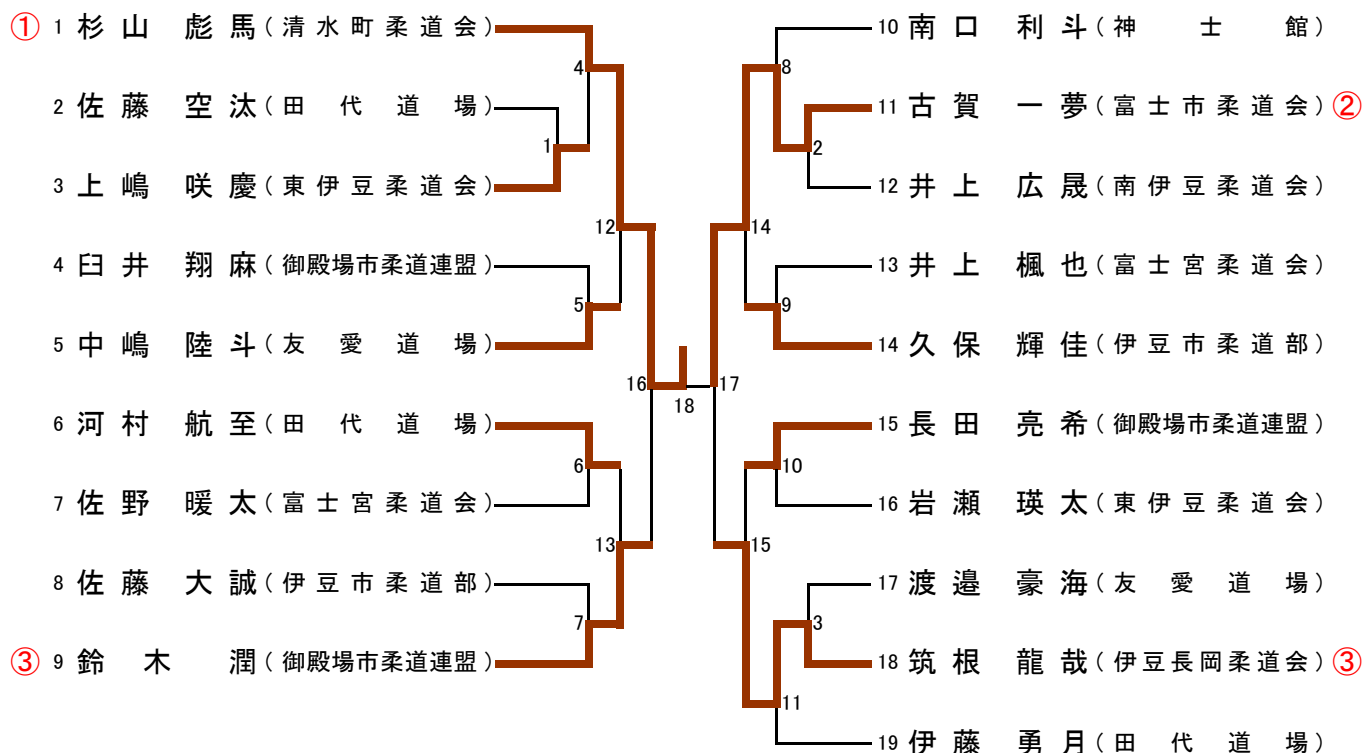 ① 1 杉山 彪馬(清水町柔道会)
2 佐藤 空汰(田代道場)
3 上嶋 咲慶(東伊豆柔道会)
4 臼井 翔麻(御殿場市柔道連盟)
5 中嶋 陸斗(友愛道場)
6 河村 航至(田代道場)
7 佐野 暖太(富士宮柔道会)
8 佐藤 大誠(伊豆市柔道部)
③ 9 鈴木 潤(御殿場市柔道連盟)
4
1
12
5
16
6
13
7
18
8
2
14
9
17
10
15
3
11
10 南口 利斗(神士館)
11 古賀 一夢(富士市柔道会) ②
12 井上 広晟(南伊豆柔道会)
13 井上 楓也(富士宮柔道会)
14 久保 輝佳(伊豆市柔道部)
15 長田 亮希(御殿場市柔道連盟)
16 岩瀬 瑛太(東伊豆柔道会)
17 渡邉 豪海(友愛道場)
18 筑根 龍哉(伊豆長岡柔道会) ③
19 伊藤 勇月(田代道場)